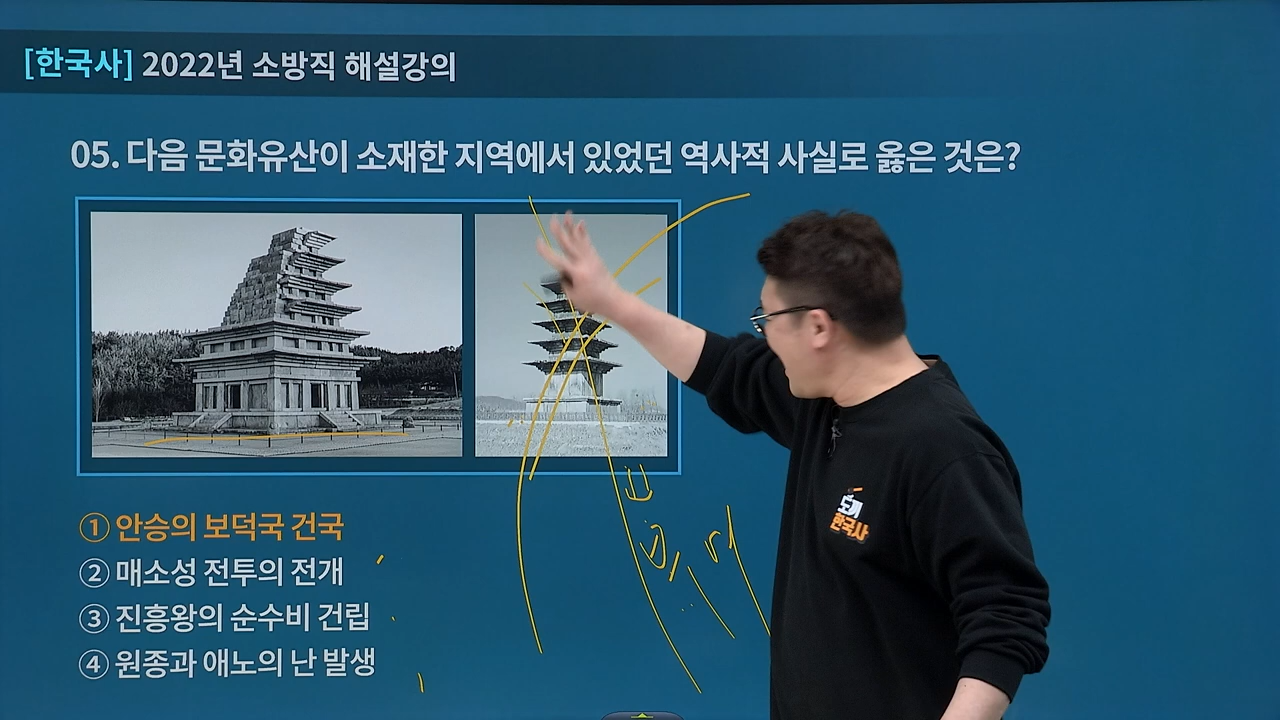 [한국사] 2022년 소방직 해설강의
05. 다음 문화유산이 소재한 지역에서 있었던 역사적 사실로 옳은 것은?
① 안승의 보덕국 건국
② 매소성 전투의 전개
③ 진흥왕의 순수비 건립
④ 원종과 애노의 난 발생
도끼
한국사